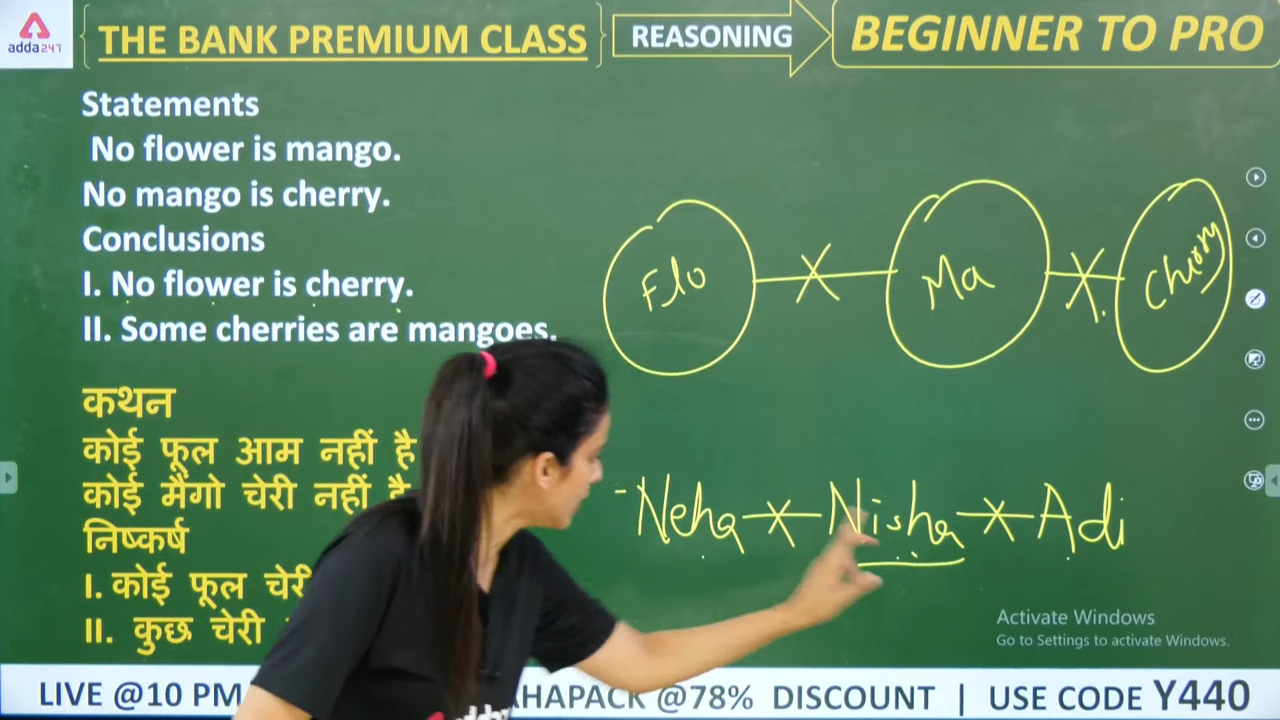 adda247
THE BANK PREMIUM CLASS
REASONING
BEGINNER TO PRO
Statements
No flower is mango.
No mango is cherry.
Conclusions
I. No flower is cherry.
II. Some cherries are mangoes.
कथन
कोई फूल आम नहीं है
कोई मैंगो चेरी नहीं है
निष्कर्ष
I. कोई फूल चेरी
II. कुछ चेरी
Flo
Ma
Cherry
Neha
Nisha
Adi
Activate Windows
Go to Settings to activate Windows.
LIVE @10 PM
@78% DISCOUNT | USE CODE Y440